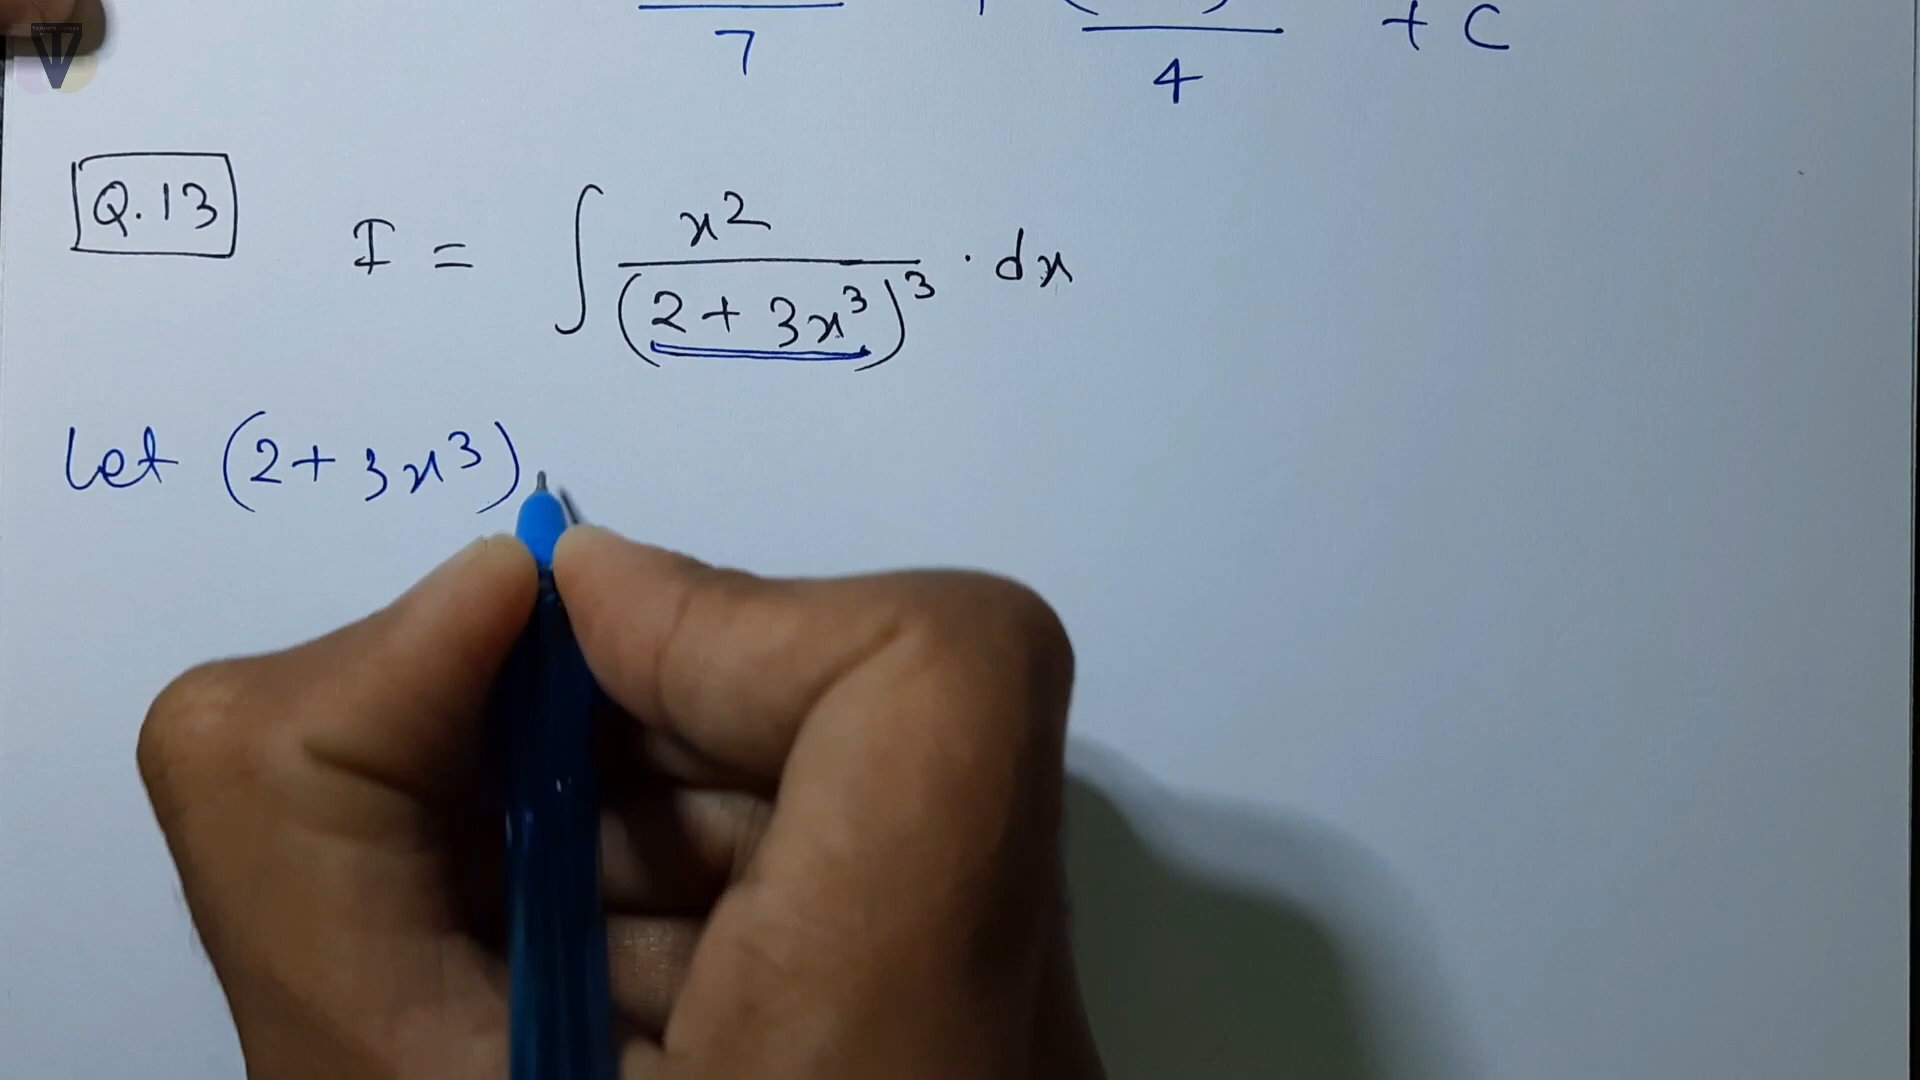 7 4 + C
Q.13 I = ∫ x² / (2 + 3x³)³ · dx
Let (2 + 3x³)